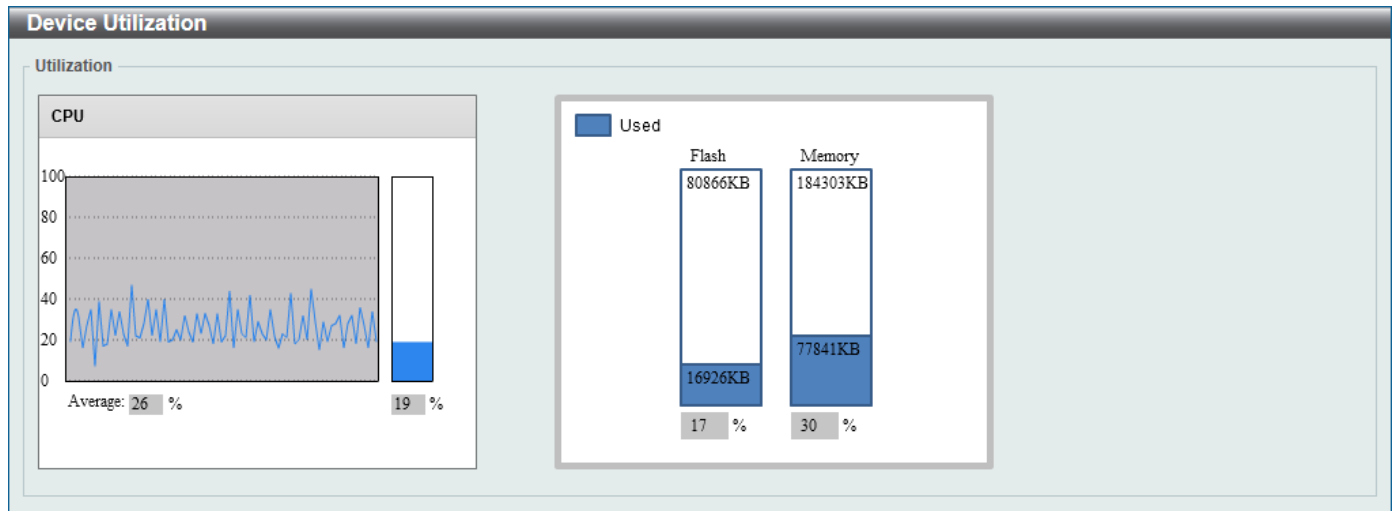 Device Utilization
Utilization
CPU
100
80
60
40
20
0
Average: 26 %
19 %
Used
Flash Memory
80866KB 184303KB
77841KB
16926KB
17 % 30 %